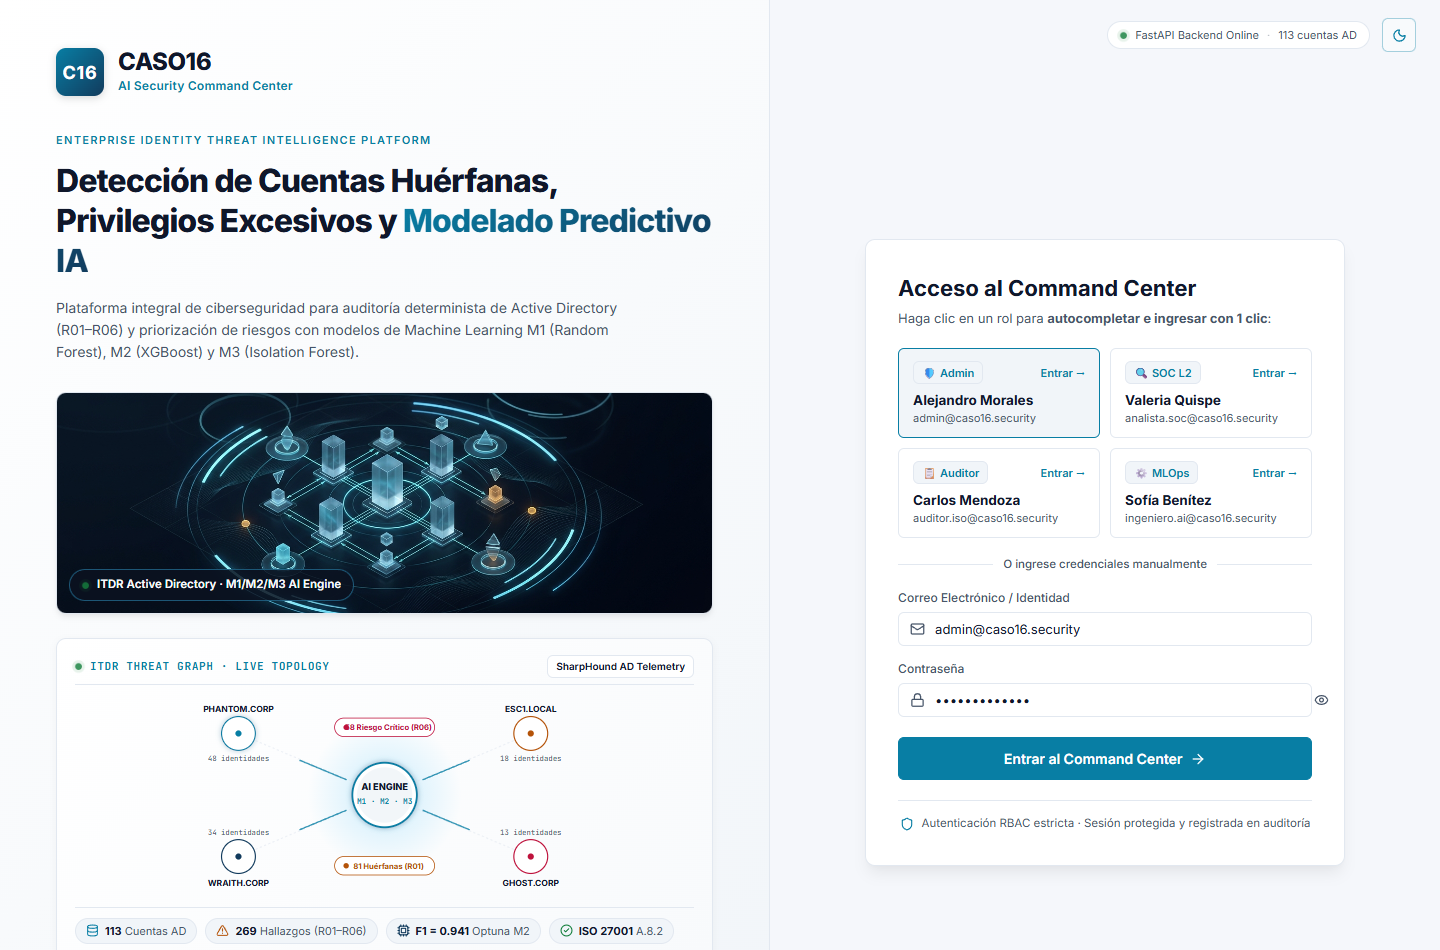 C16
CASO16
AI Security Command Center
FastAPI Backend Online · 113 cuentas AD
ENTERPRISE IDENTITY THREAT INTELLIGENCE PLATFORM
Detección de Cuentas Huérfanas,
Privilegios Excesivos y Modelado Predictivo
IA
Plataforma integral de ciberseguridad para auditoría determinista de Active Directory
(R01–R06) y priorización de riesgos con modelos de Machine Learning M1 (Random
Forest), M2 (XGBoost) y M3 (Isolation Forest).
ITDR Active Directory · M1/M2/M3 AI Engine
ITDR THREAT GRAPH · LIVE TOPOLOGY
SharpHound AD Telemetry
PHANTOM.CORP
48 identidades
8 Riesgo Crítico (R06)
ESC1.LOCAL
18 identidades
AI ENGINE
M1 · M2 · M3
34 identidades
WRAITH.CORP
81 Huérfanas (R01)
13 identidades
GHOST.CORP
113 Cuentas AD
269 Hallazgos (R01–R06)
F1 = 0.941 Optuna M2
ISO 27001 A.8.2
Acceso al Command Center
Haga clic en un rol para autocompletar e ingresar con 1 clic:
Admin Entrar →
Alejandro Morales
admin@caso16.security
SOC L2 Entrar →
Valeria Quispe
analista.soc@caso16.security
Auditor Entrar →
Carlos Mendoza
auditor.iso@caso16.security
MLOps Entrar →
Sofía Benítez
ingeniero.ai@caso16.security
O ingrese credenciales manualmente
Correo Electrónico / Identidad
admin@caso16.security
Contraseña
•••••••••••••
Entrar al Command Center →
Autenticación RBAC estricta · Sesión protegida y registrada en auditoría